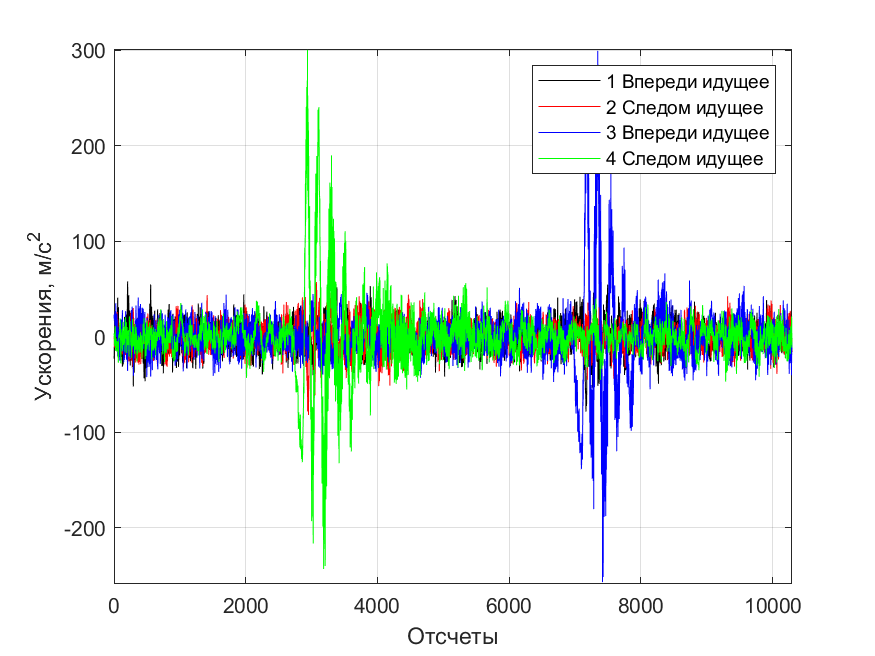 300
200
100
0
-100
-200
Ускорения, м/с²
0 2000 4000 6000 8000 10000
Отсчеты
1 Впереди идущее
2 Следом идущее
3 Впереди идущее
4 Следом идущее